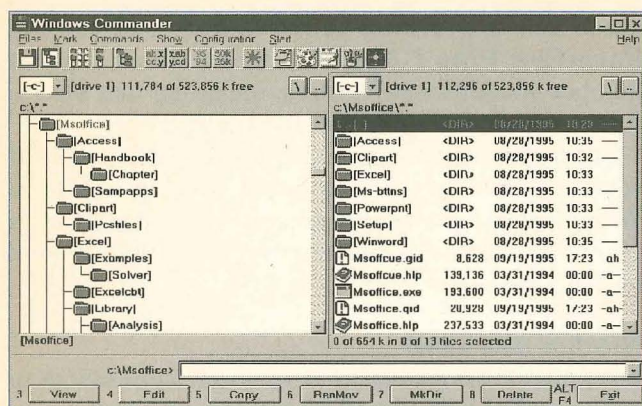 Windows Commander
Files Mark Commands Show Configuration Start Help
[-c-] [drive 1] 111,784 of 523,856 k free \ ..
c:\*.*
[Msoffice]
[Access]
[Handbook]
[Chapter]
[Sampapps]
[Clipart]
[Pcsfiles]
[Excel]
[Examples]
[Solver]
[Excelcbt]
[Library]
[Analysis]
[Msoffice]
[-c-] [drive 1] 112,296 of 523,856 k free \ ..
c:\Msoffice\*.*
[..] <DIR> 08/28/1995 10:29 ----
[Access] <DIR> 08/28/1995 10:35 ----
[Clipart] <DIR> 08/28/1995 10:32 ----
[Excel] <DIR> 08/28/1995 10:33
[Ms-bttns] <DIR> 08/28/1995 10:33 ----
[Powerpnt] <DIR> 08/28/1995 10:33 ----
[Setup] <DIR> 08/28/1995 10:33 ----
[Winword] <DIR> 08/28/1995 10:35 ----
Msoffcue.gid 8,628 09/19/1995 17:23 -ah
Msoffcue.hlp 139,136 03/31/1994 00:00 -a--
Msoffice.exe 193,600 03/31/1994 00:00 -a--
Msoffice.gid 20,928 09/19/1995 17:23 -ah-
Msoffice.hlp 237,533 03/31/1994 00:00 -a--
0 of 654 k in 0 of 13 files selected
c:\Msoffice>
3 View 4 Edit 5 Copy 6 RenMov 7 MkDir 8 Delete ALT F4 Exit